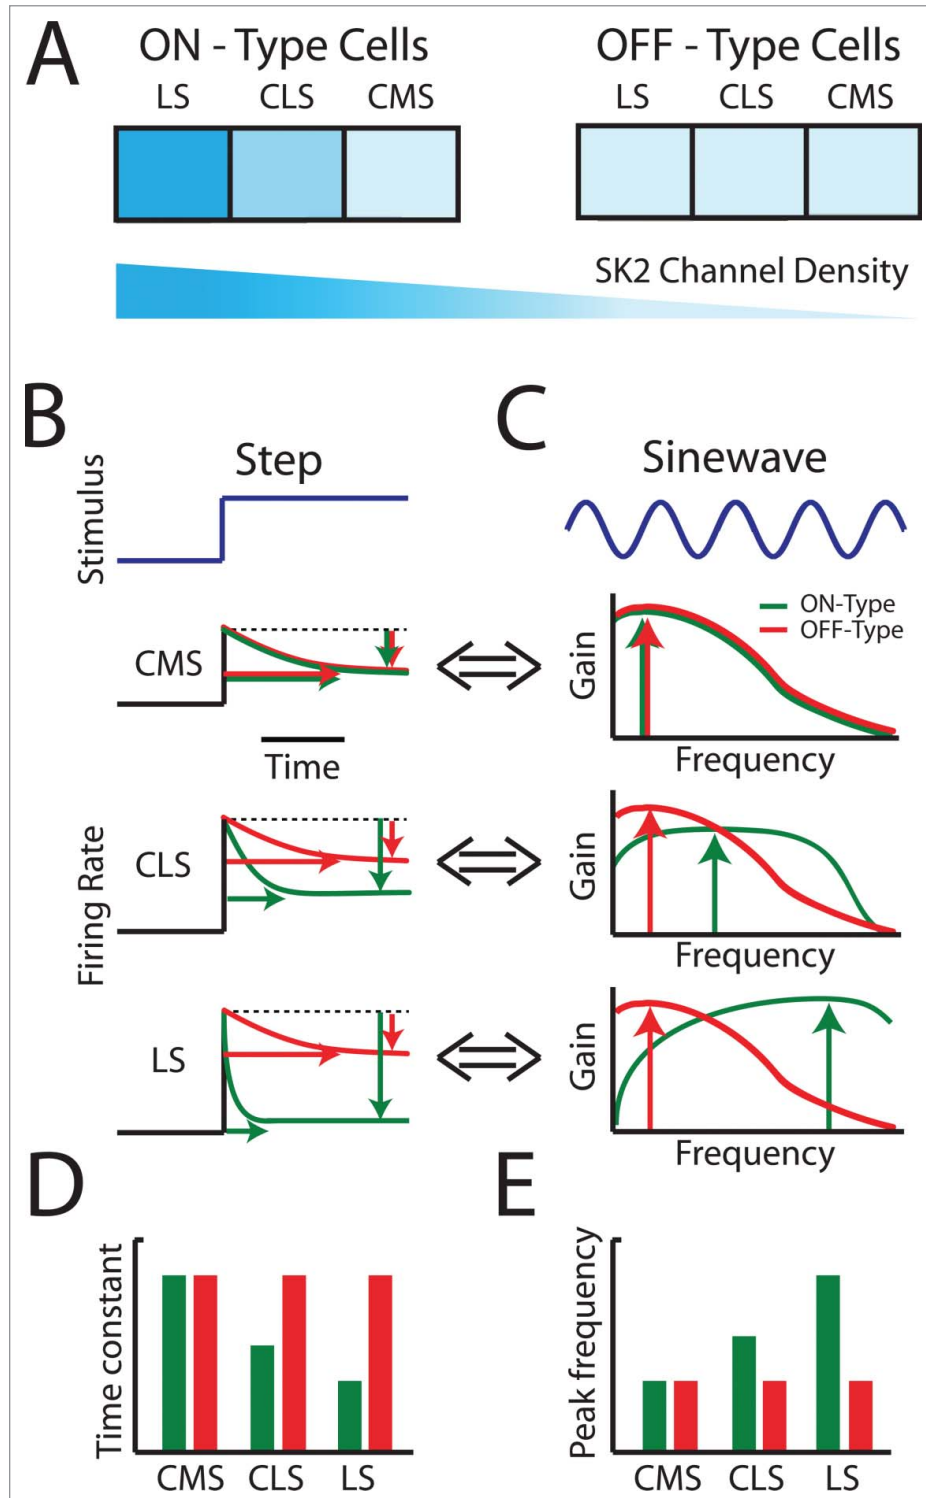 A
ON - Type Cells
OFF - Type Cells
LS CLS CMS
LS CLS CMS
SK2 Channel Density
B
C
Step
Sinewave
Stimulus
CMS
Gain
ON-Type
OFF-Type
Frequency
Time
Firing Rate
CLS
Gain
Frequency
LS
Gain
Frequency
D
E
Time constant
CMS CLS LS
Peak frequency
CMS CLS LS